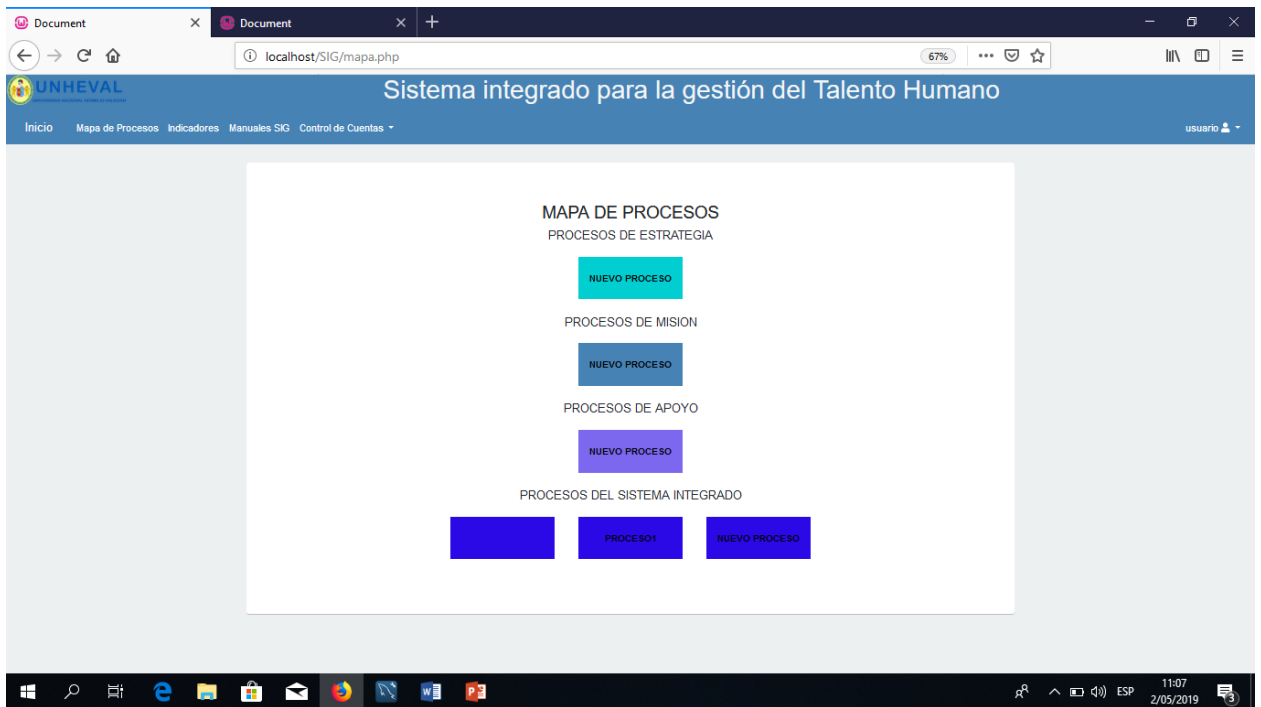 Document
Document
localhost/SIG/mapa.php
67%
UNHEVAL
Sistema integrado para la gestión del Talento Humano
Inicio Mapa de Procesos Indicadores Manuales SIG Control de Cuentas
usuario
MAPA DE PROCESOS
PROCESOS DE ESTRATEGIA
NUEVO PROCESO
PROCESOS DE MISION
NUEVO PROCESO
PROCESOS DE APOYO
NUEVO PROCESO
PROCESOS DEL SISTEMA INTEGRADO
PROCESO1 NUEVO PROCESO
ESP
11:07
2/05/2019
3